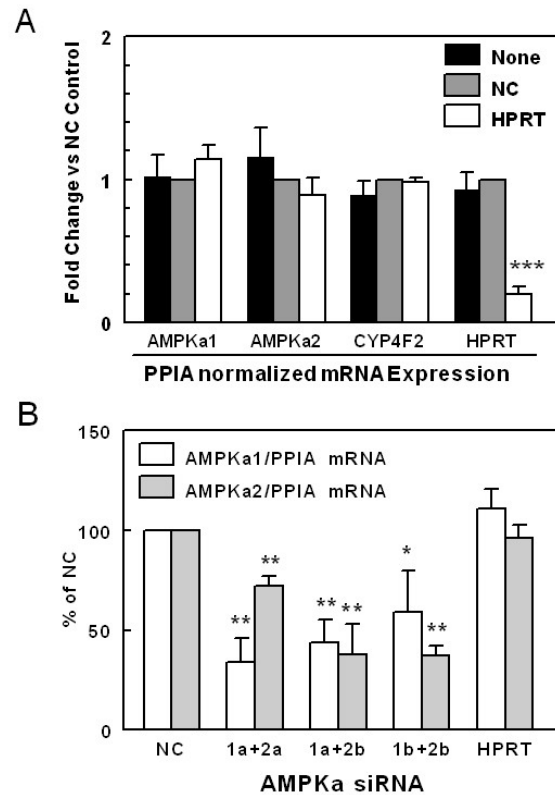 A
Fold Change vs NC Control
2
1
0
None
NC
HPRT
***
AMPKa1 AMPKa2 CYP4F2 HPRT
PPIA normalized mRNA Expression
B
% of NC
150
100
50
0
AMPKa1/PPIA mRNA
AMPKa2/PPIA mRNA
** ** ** ** * **
NC 1a+2a 1a+2b 1b+2b HPRT
AMPKa siRNA